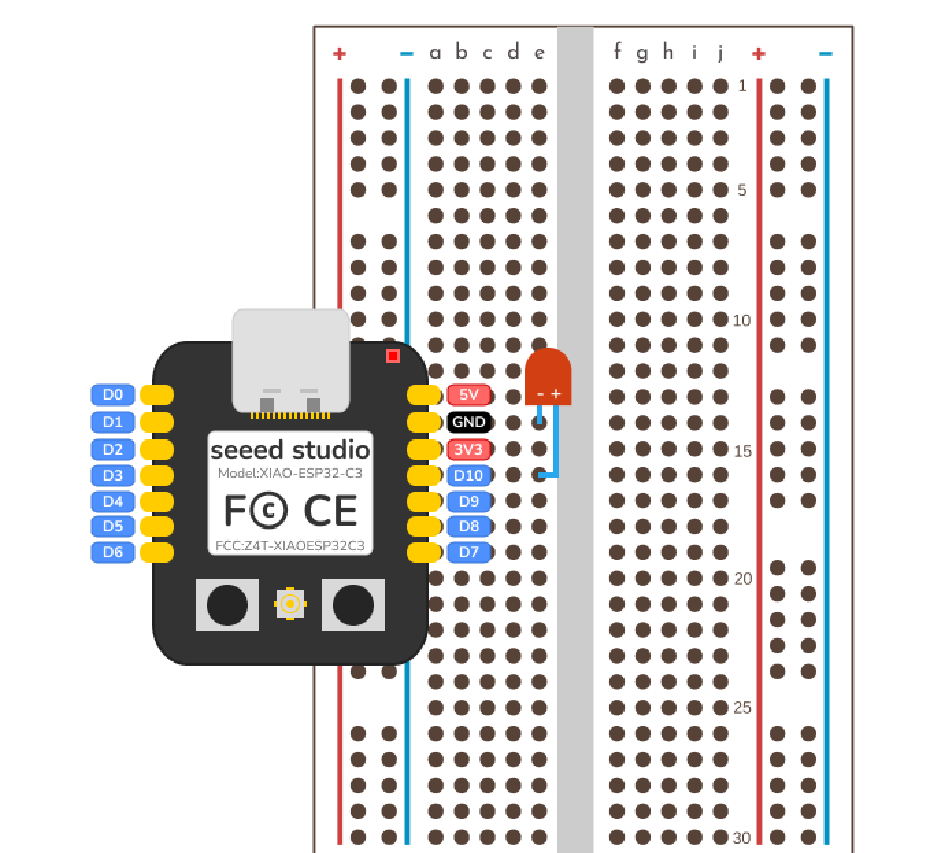 + − a b c d e f g h i j + −
1
5
10
- +
D0 5V
D1 GND
seeed studio
D2 3V3
15
Model:XIAO-ESP32-C3
D3 D10
D4 D9
FC CE
D5 D8
FCC:Z4T-XIAOESP32C3
D6 D7
20
25
30